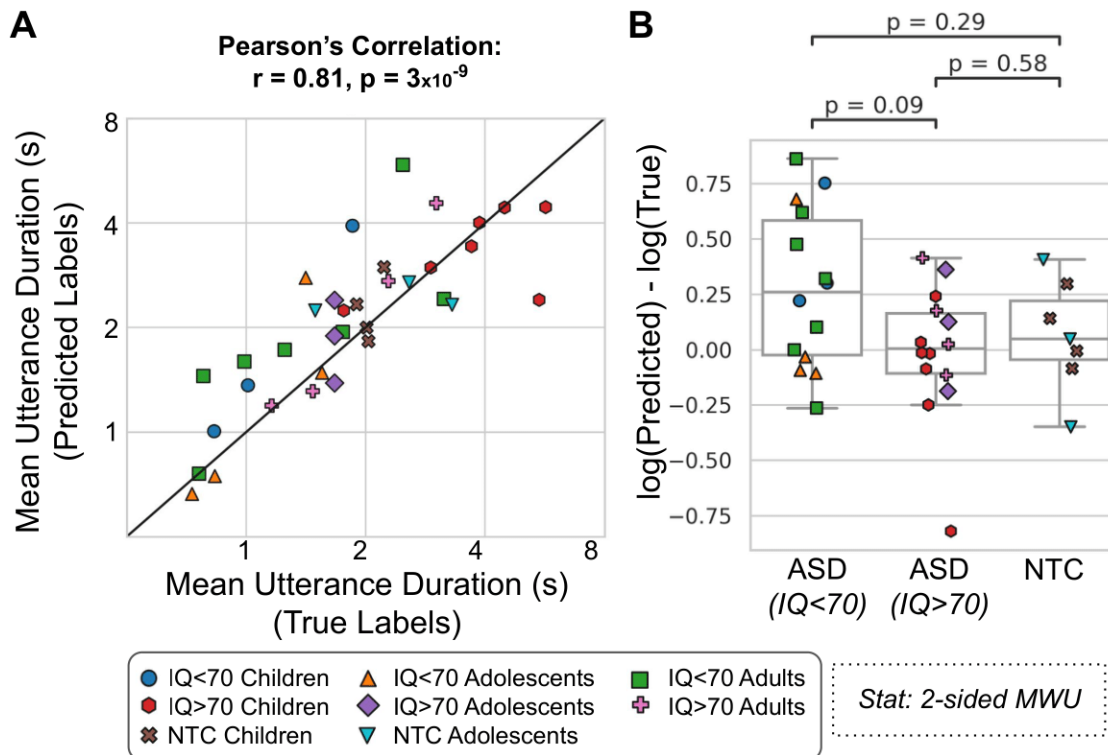 A
Pearson's Correlation:
r = 0.81, p = 3x10⁻⁹
Mean Utterance Duration (s)
(Predicted Labels)
8
4
2
1
1
2
4
8
Mean Utterance Duration (s)
(True Labels)
B
p = 0.29
p = 0.58
p = 0.09
log(Predicted) - log(True)
0.75
0.50
0.25
0.00
−0.25
−0.50
−0.75
ASD
(IQ<70)
ASD
(IQ>70)
NTC
IQ<70 Children
IQ>70 Children
NTC Children
IQ<70 Adolescents
IQ>70 Adolescents
NTC Adolescents
IQ<70 Adults
IQ>70 Adults
Stat: 2-sided MWU